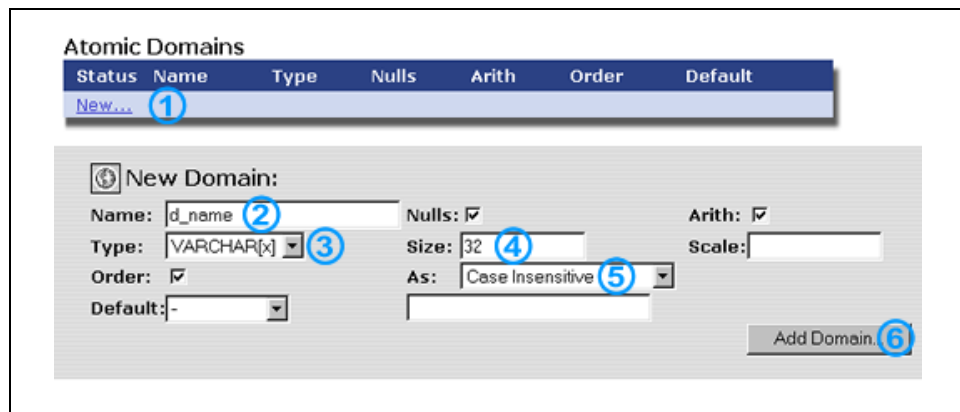 Atomic Domains
Status Name Type Nulls Arith Order Default
New... 1
New Domain:
Name: d_name 2 Nulls: Arith:
Type: VARCHAR[x] 3 Size: 32 4 Scale:
Order: As: Case Insensitive 5
Default: -
Add Domain... 6